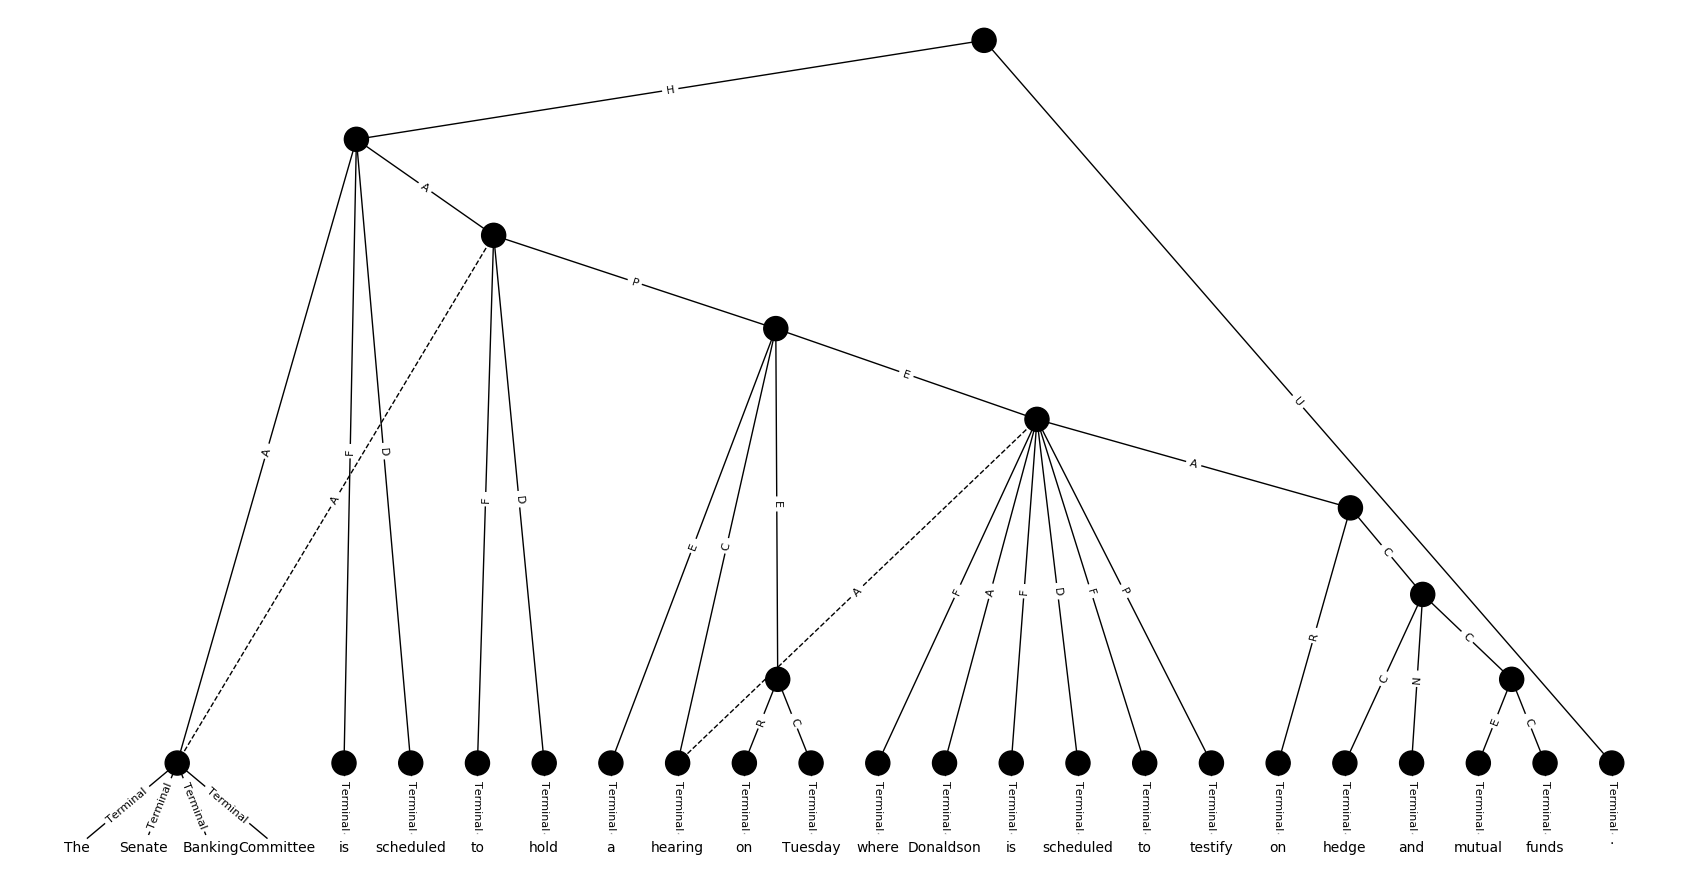 H
A
P
E
U
A
F
D
A
F
D
E
C
E
A
F
A
F
D
F
P
A
C
R
C
N
C
R
C
E
C
Terminal Terminal Terminal Terminal Terminal Terminal Terminal Terminal Terminal Terminal Terminal Terminal Terminal Terminal Terminal Terminal Terminal Terminal Terminal Terminal Terminal Terminal Terminal Terminal
The Senate Banking Committee is scheduled to hold a hearing on Tuesday where Donaldson is scheduled to testify on hedge and mutual funds .